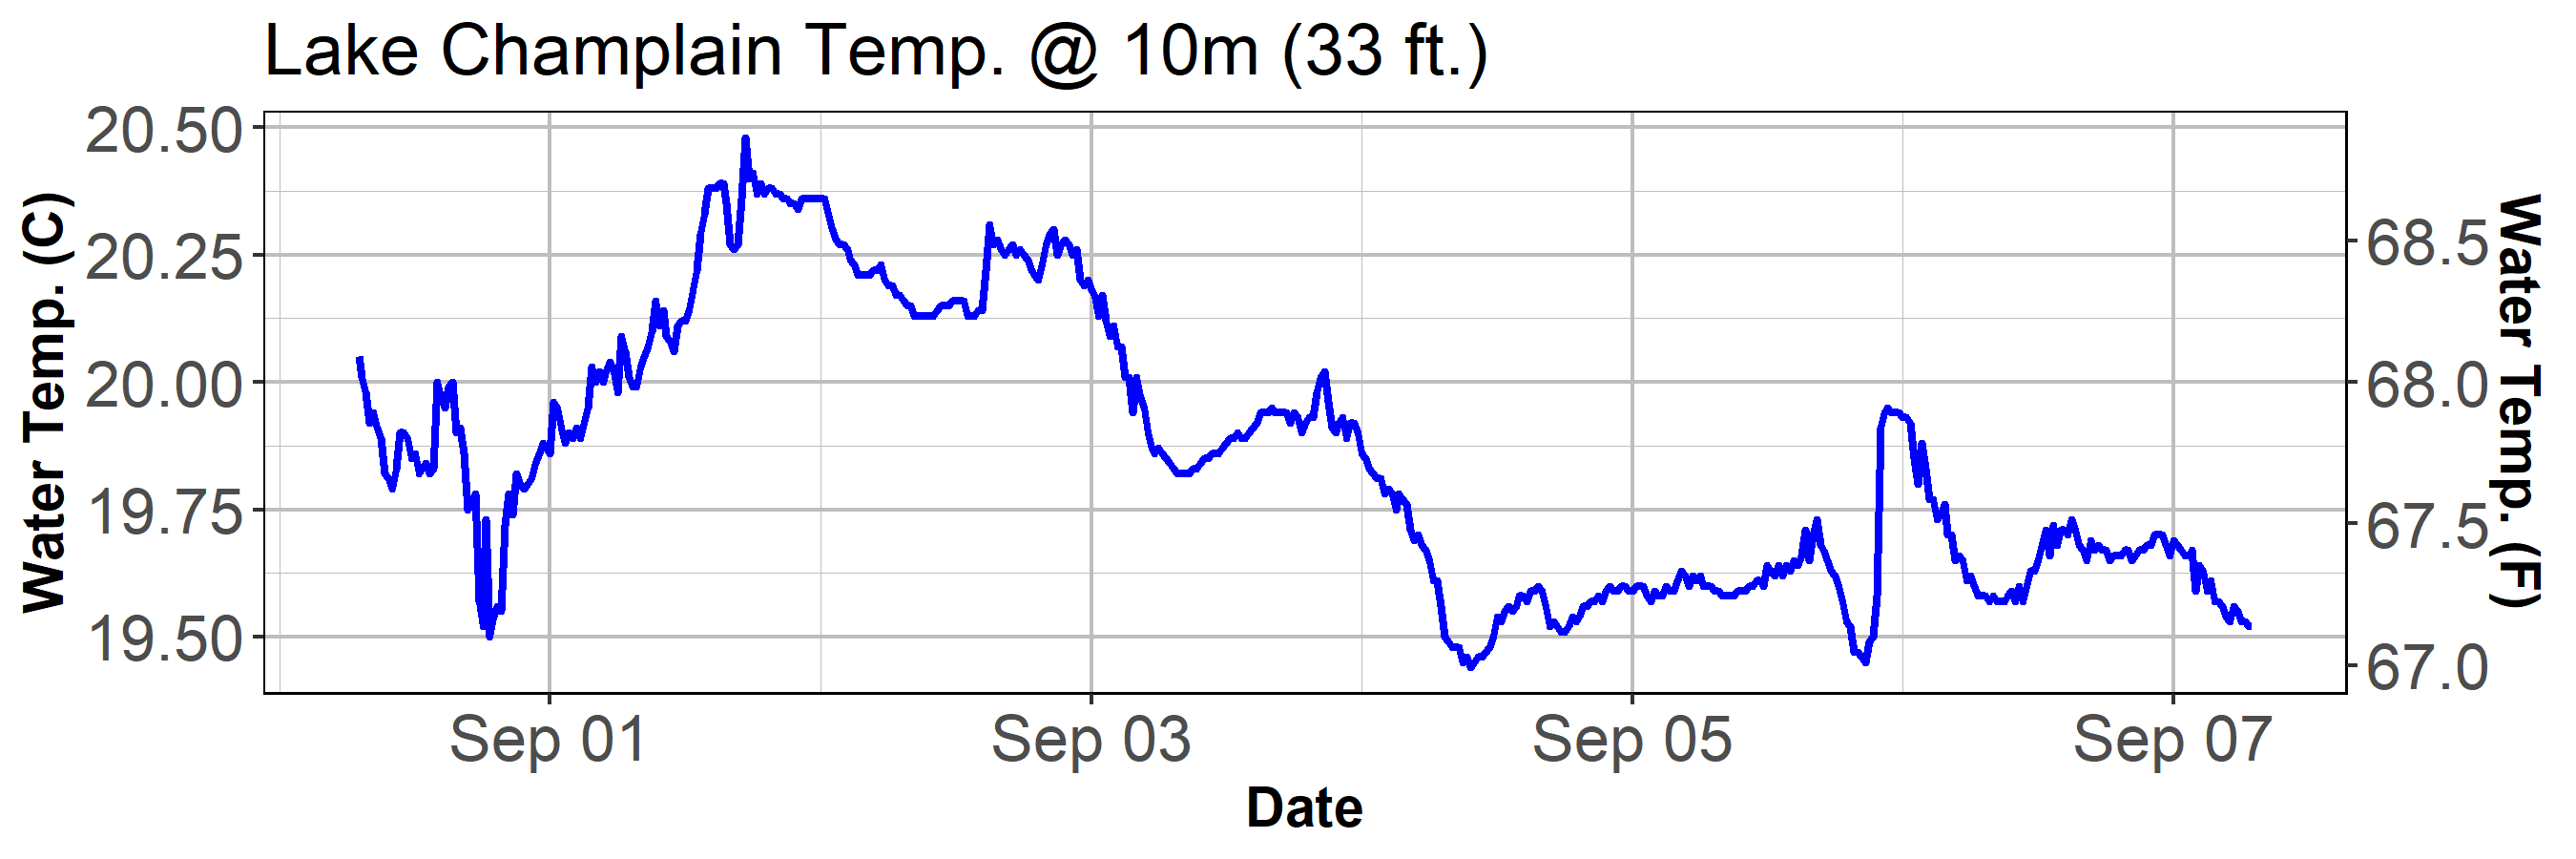 Lake Champlain Temp. @ 10m (33 ft.)
20.50
20.25
20.00
19.75
19.50
Water Temp. (C)
68.5
68.0
67.5
67.0
Water Temp. (F)
Sep 01
Sep 03
Sep 05
Sep 07
Date